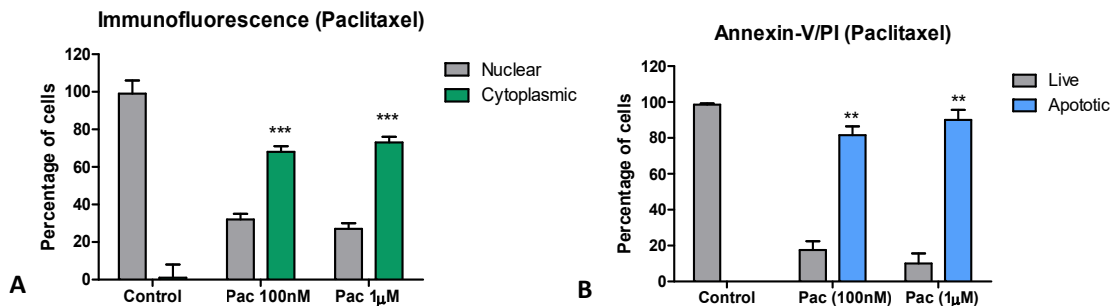 Immunofluorescence (Paclitaxel)
Percentage of cells
120
100
80
60
40
20
0
***
***
Control
Pac 100nM
Pac 1µM
Nuclear
Cytoplasmic
A
Annexin-V/PI (Paclitaxel)
Percentage of cells
120
100
80
60
40
20
0
**
**
Control
Pac (100nM)
Pac (1µM)
Live
Apototic
B